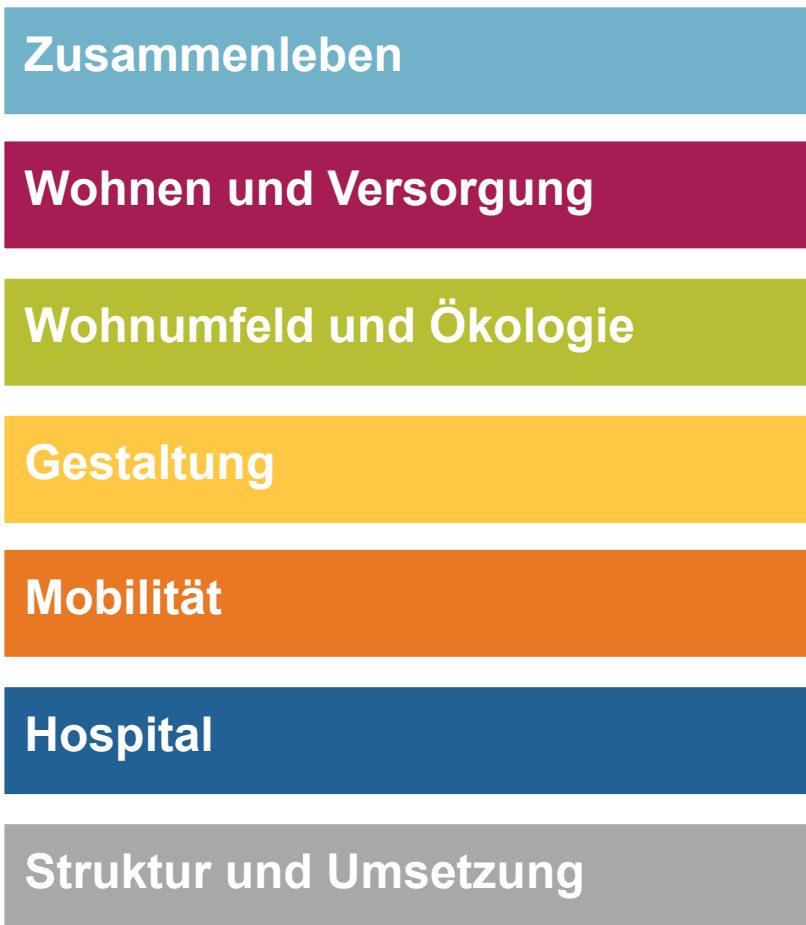 Zusammenleben
Wohnen und Versorgung
Wohnumfeld und Ökologie
Gestaltung
Mobilität
Hospital
Struktur und Umsetzung